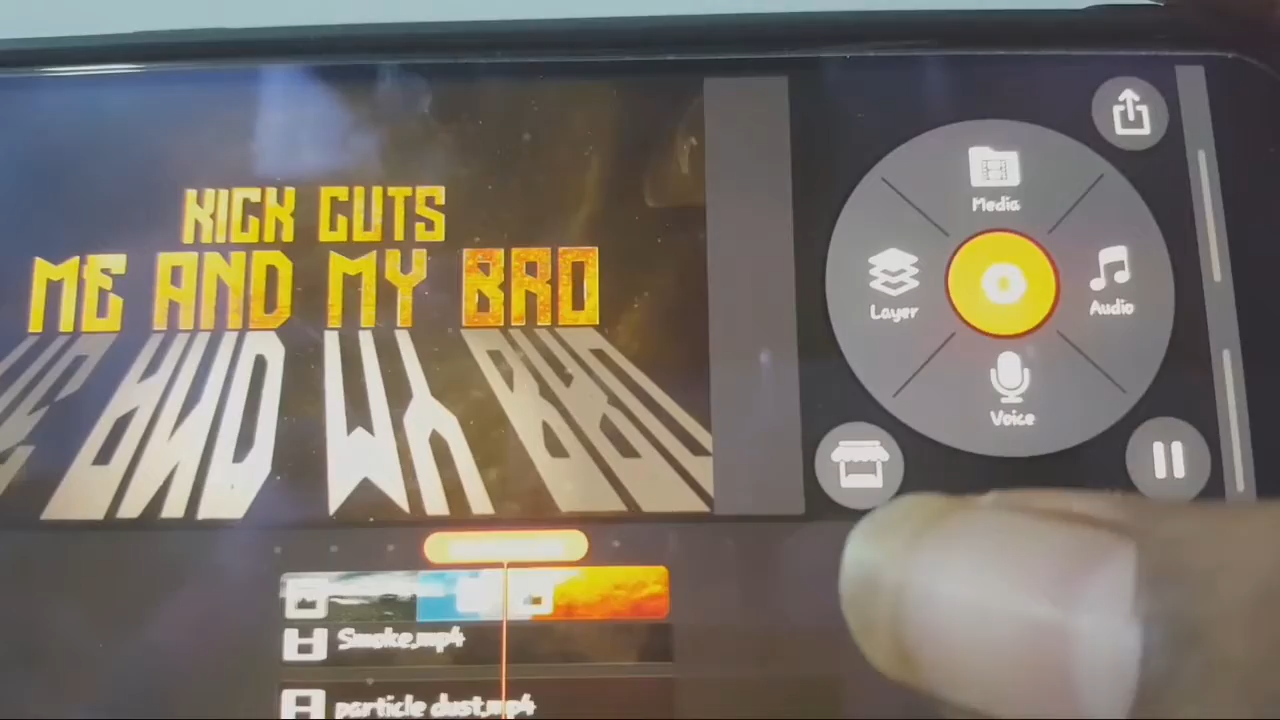 KICK CUTS
ME AND MY BRO
Media
Layer
Audio
Voice
Smoke.mp4
particle dust.mp4